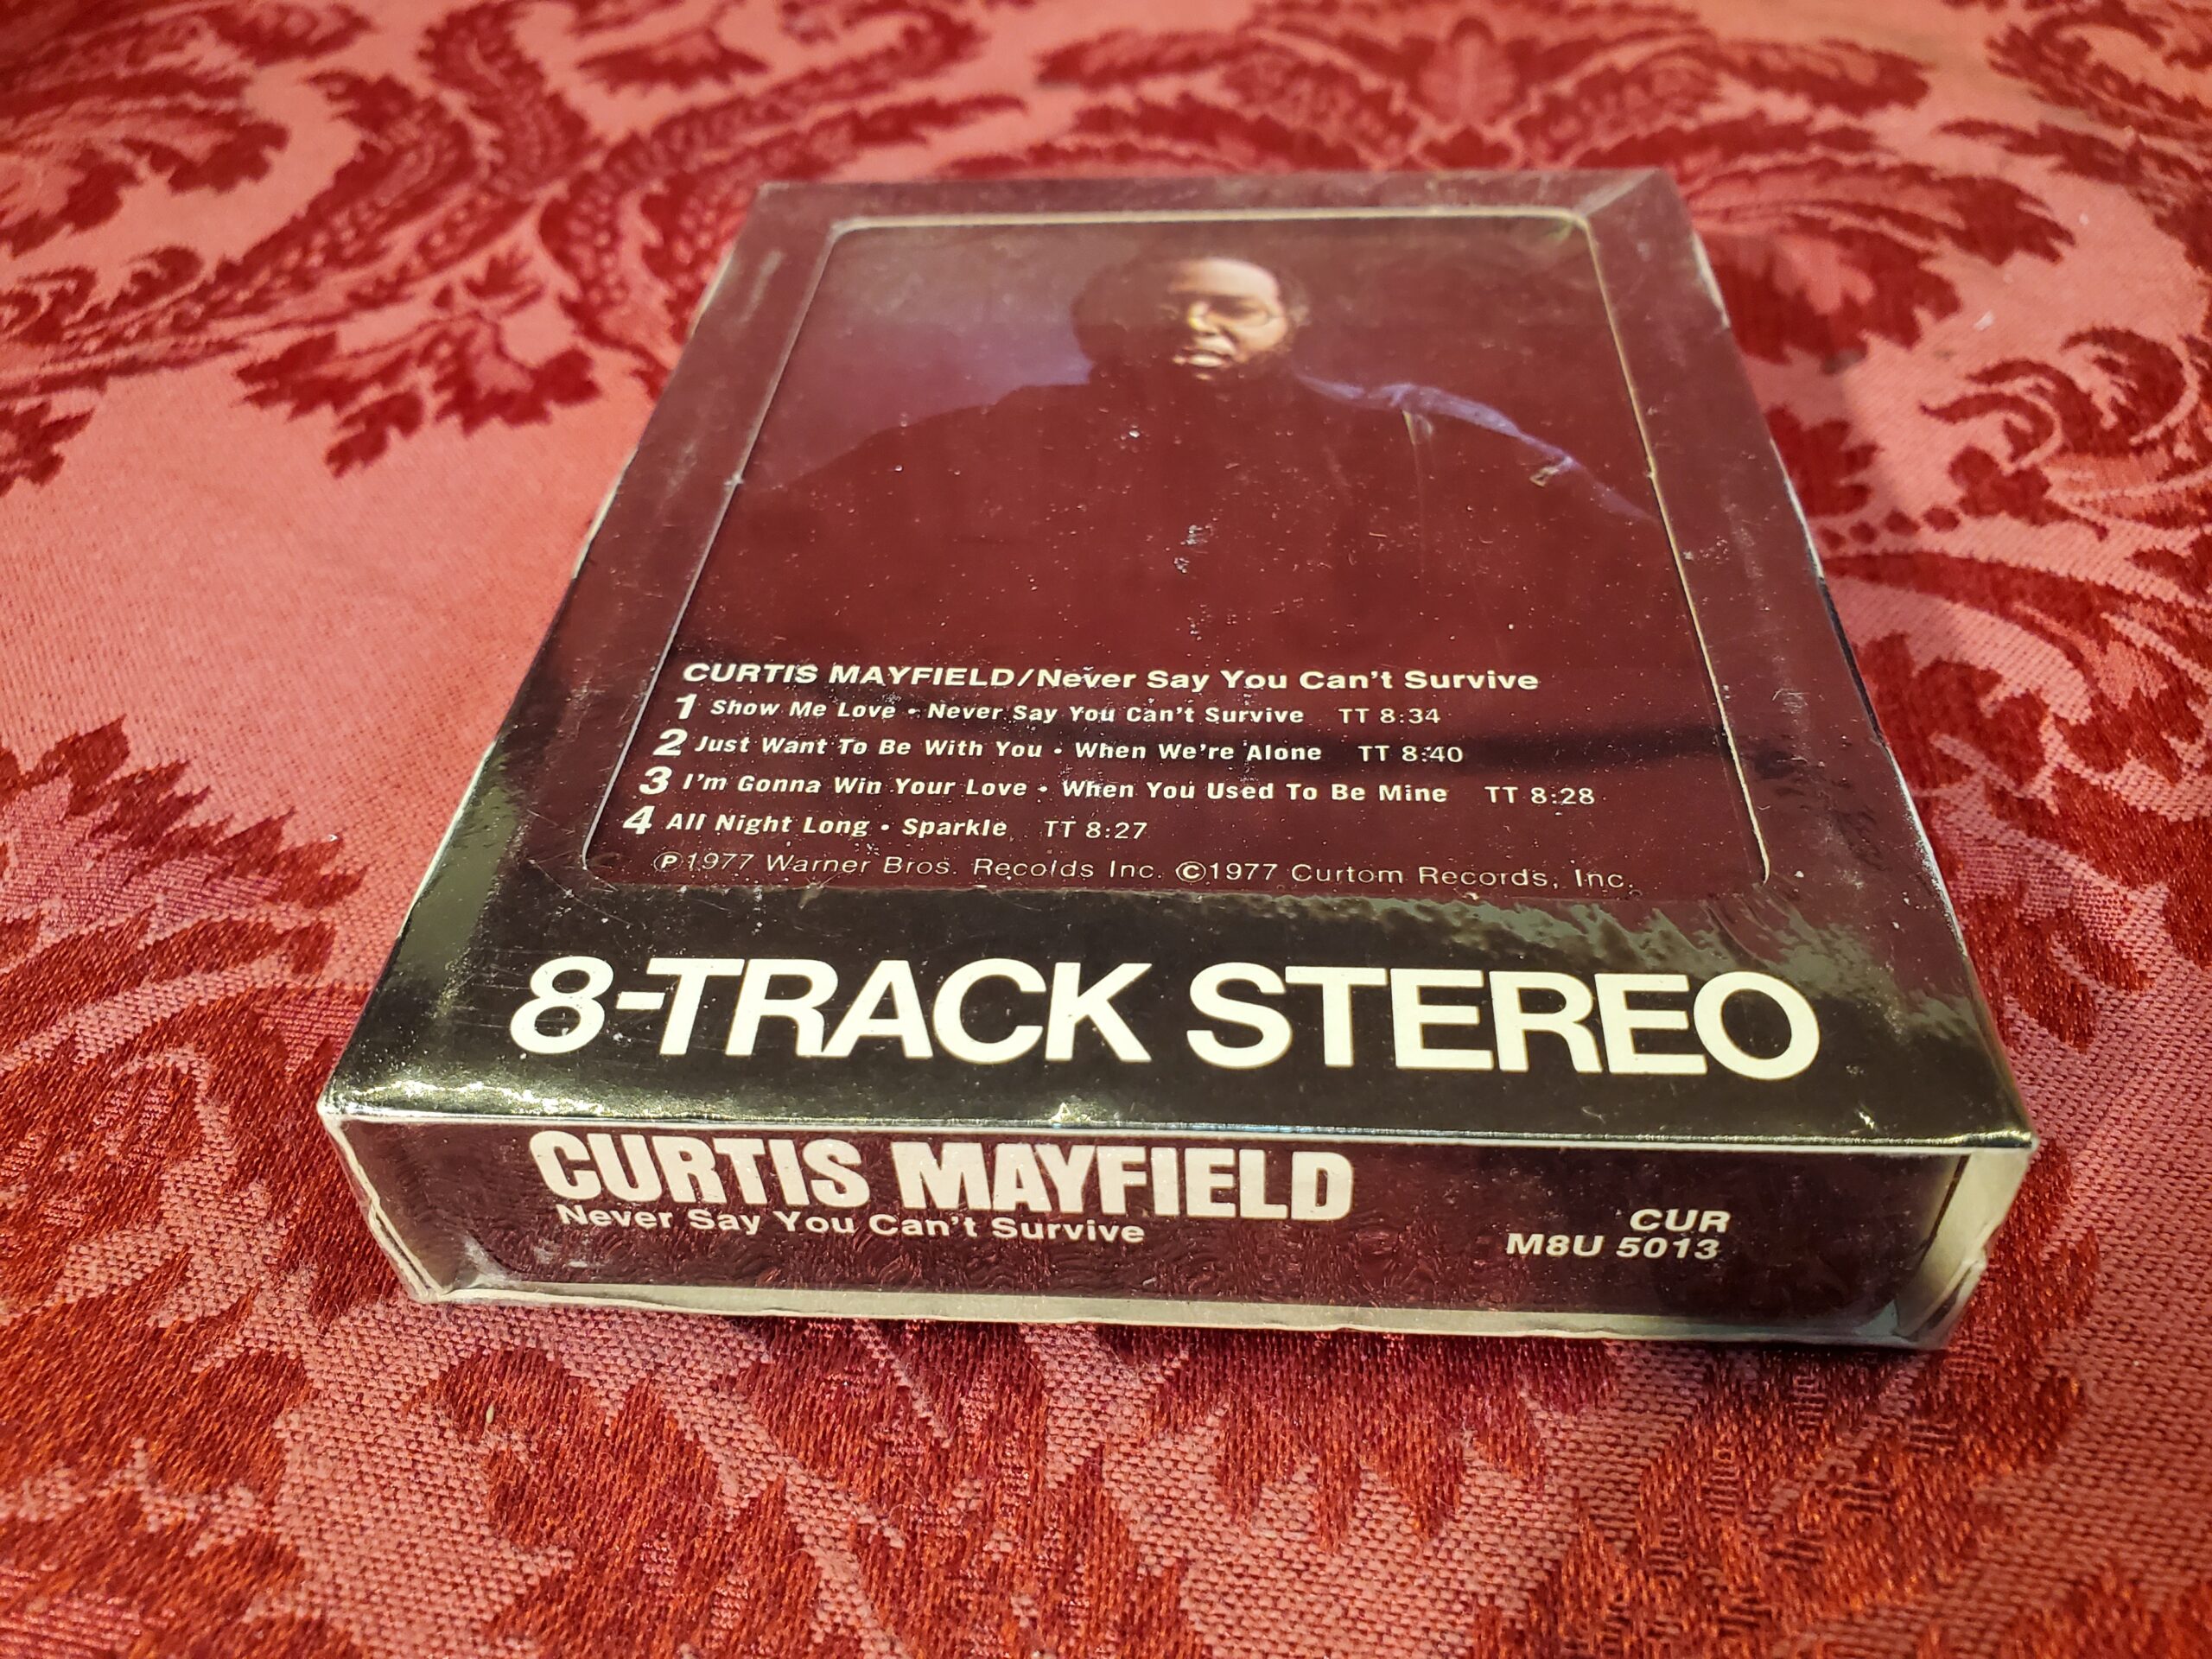 CURTIS MAYFIELD/Never Say You Can't Survive
1 Show Me Love • Never Say You Can't Survive TT 8:34
2 Just Want To Be With You • When We're Alone TT 8:40
3 I'm Gonna Win Your Love • When You Used To Be Mine TT 8:28
4 All Night Long • Sparkle TT 8:27
Ⓟ1977 Warner Bros. Records Inc. ©1977 Curtom Records, Inc.
8-TRACK STEREO
CURTIS MAYFIELD
Never Say You Can't Survive
CUR
M8U 5013